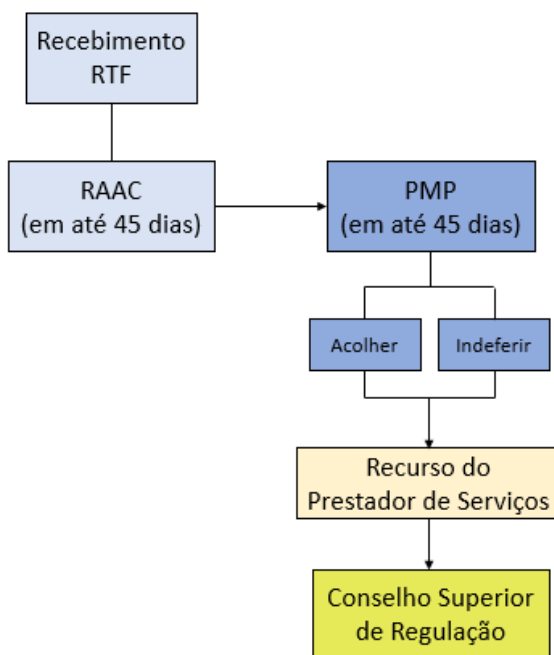 Recebimento
RTF
RAAC
(em até 45 dias)
PMP
(em até 45 dias)
Acolher
Indeferir
Recurso do
Prestador de Serviços
Conselho Superior
de Regulação